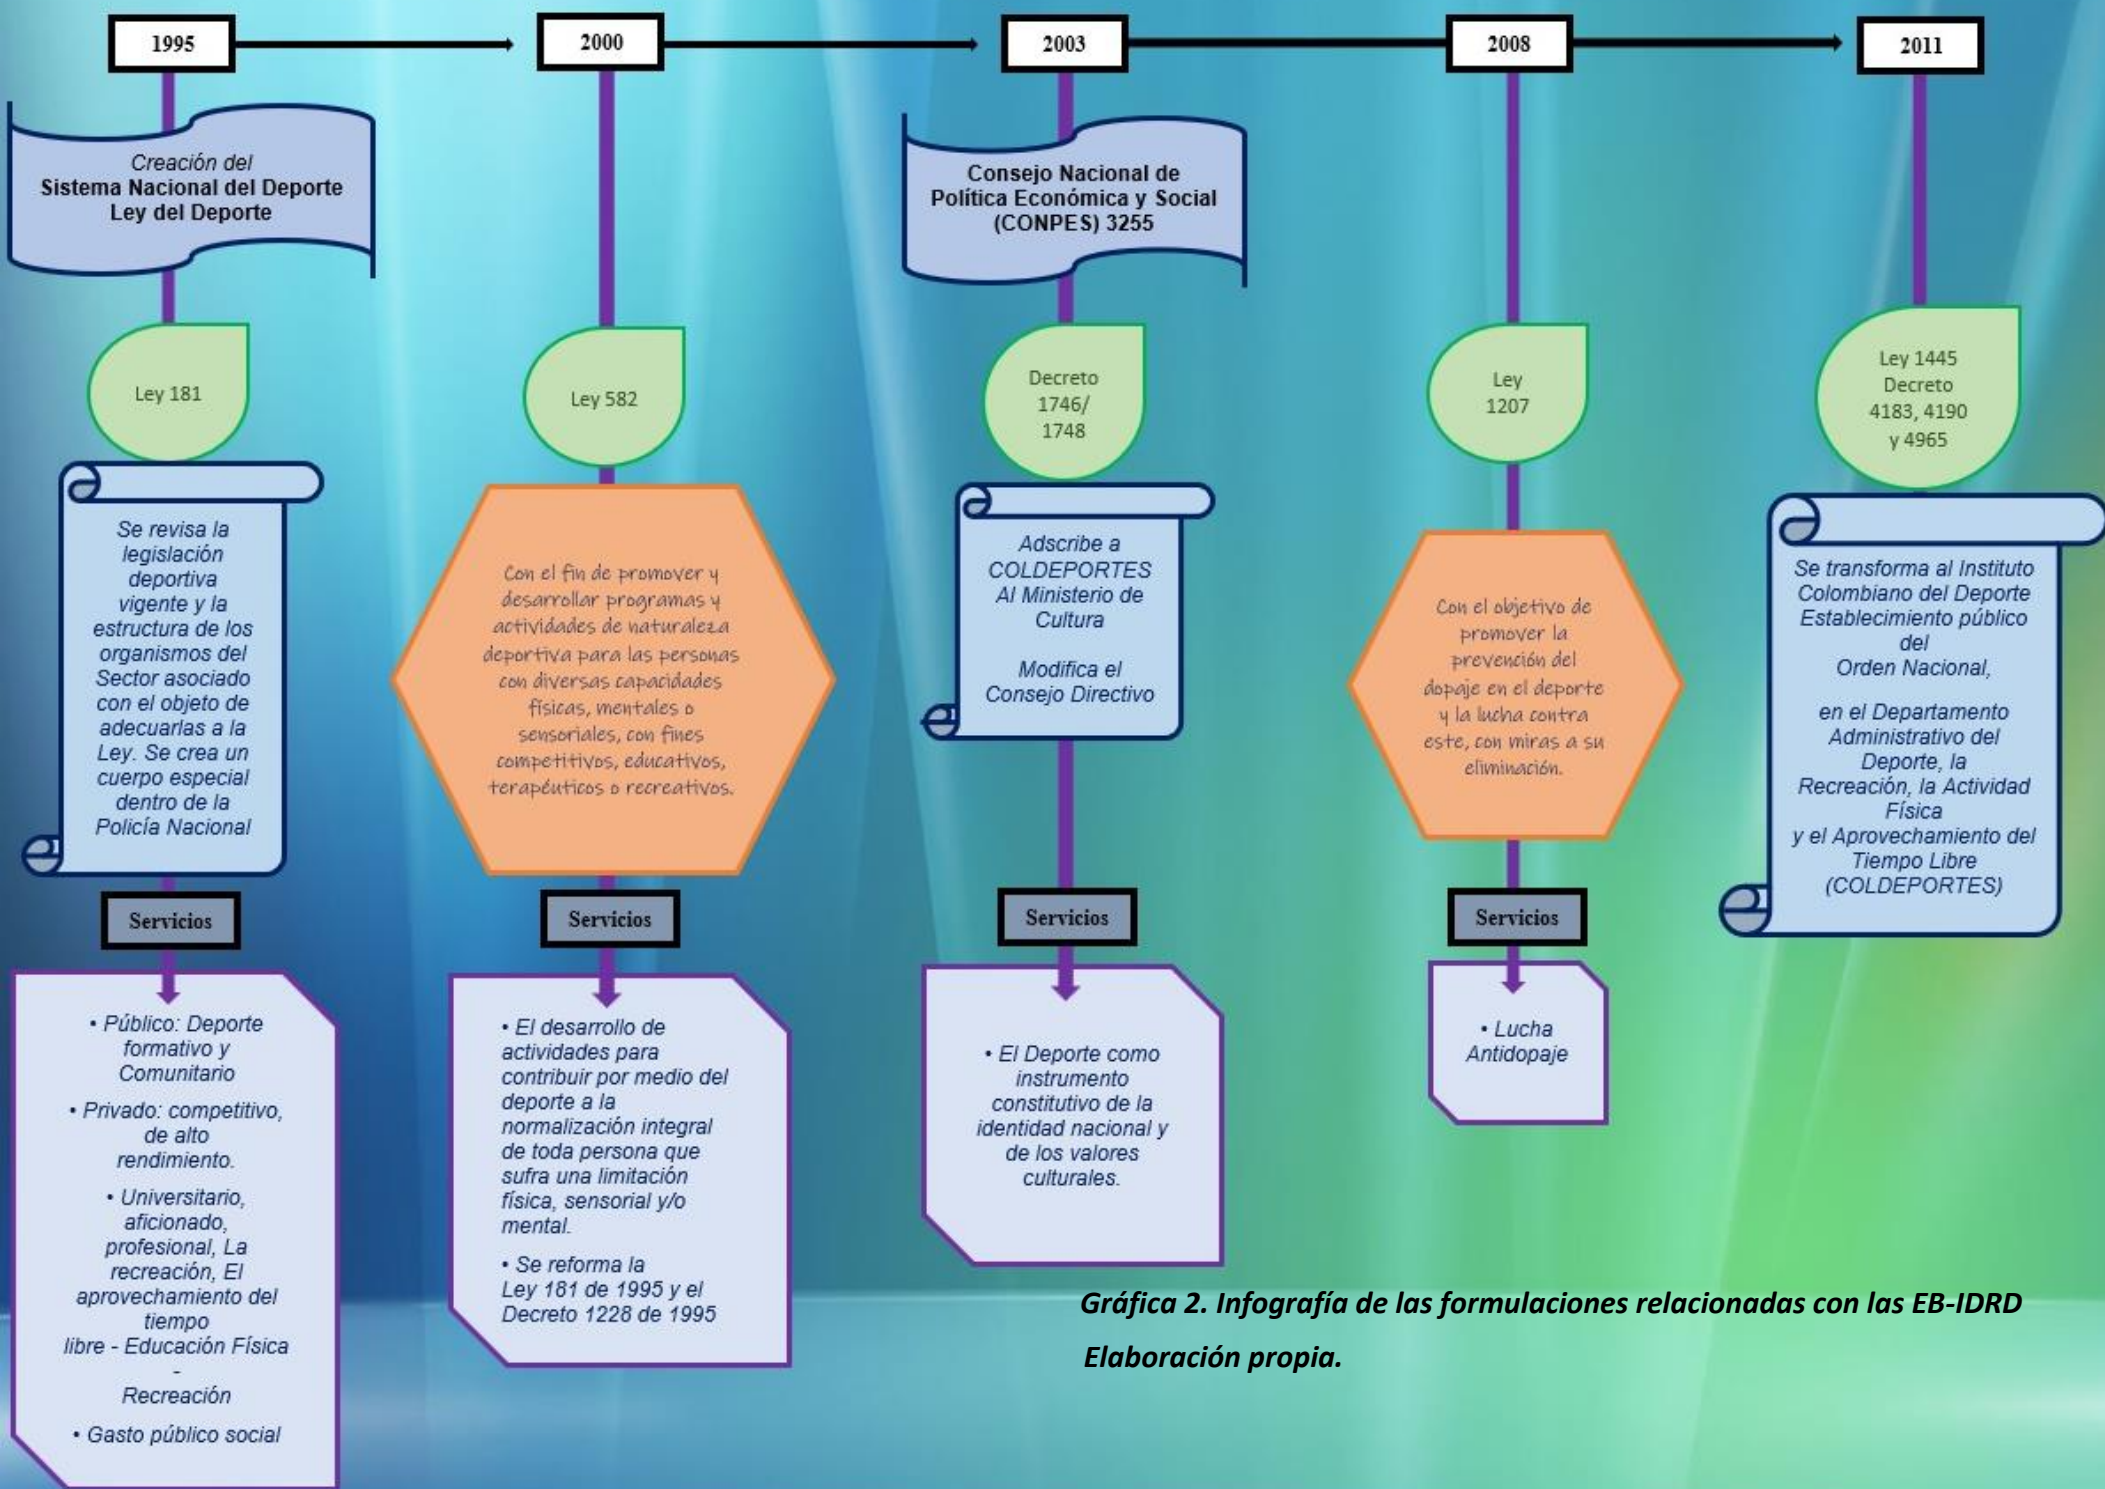 1995
2000
2003
2008
2011
Creación del
Sistema Nacional del Deporte
Ley del Deporte
Ley 181
Se revisa la
legislación
deportiva
vigente y la
estructura de los
organismos del
Sector asociado
con el objeto de
adecuarlas a la
Ley. Se crea un
cuerpo especial
dentro de la
Policía Nacional
Servicios
• Público: Deporte
formativo y
Comunitario
• Privado: competitivo,
de alto
rendimiento.
• Universitario,
aficionado,
profesional, La
recreación, El
aprovechamiento del
tiempo
libre - Educación Física
-
Recreación
• Gasto público social
Ley 582
Con el fin de promover y
desarrollar programas y
actividades de naturaleza
deportiva para las personas
con diversas capacidades
físicas, mentales o
sensoriales, con fines
competitivos, educativos,
terapéuticos o recreativos.
Servicios
• El desarrollo de
actividades para
contribuir por medio del
deporte a la
normalización integral
de toda persona que
sufra una limitación
física, sensorial y/o
mental.
• Se reforma la
Ley 181 de 1995 y el
Decreto 1228 de 1995
Consejo Nacional de
Política Económica y Social
(CONPES) 3255
Decreto
1746/
1748
Adscribe a
COLDEPORTES
Al Ministerio de
Cultura
Modifica el
Consejo Directivo
Servicios
• El Deporte como
instrumento
constitutivo de la
identidad nacional y
de los valores
culturales.
Ley
1207
Con el objetivo de
promover la
prevención del
dopaje en el deporte
y la lucha contra
este, con miras a su
eliminación.
Servicios
• Lucha
Antidopaje
Ley 1445
Decreto
4183, 4190
y 4965
Se transforma al Instituto
Colombiano del Deporte
Establecimiento público
del
Orden Nacional,
en el Departamento
Administrativo del
Deporte, la
Recreación, la Actividad
Física
y el Aprovechamiento del
Tiempo Libre
(COLDEPORTES)
Gráfica 2. Infografía de las formulaciones relacionadas con las EB-IDRD
Elaboración propia.